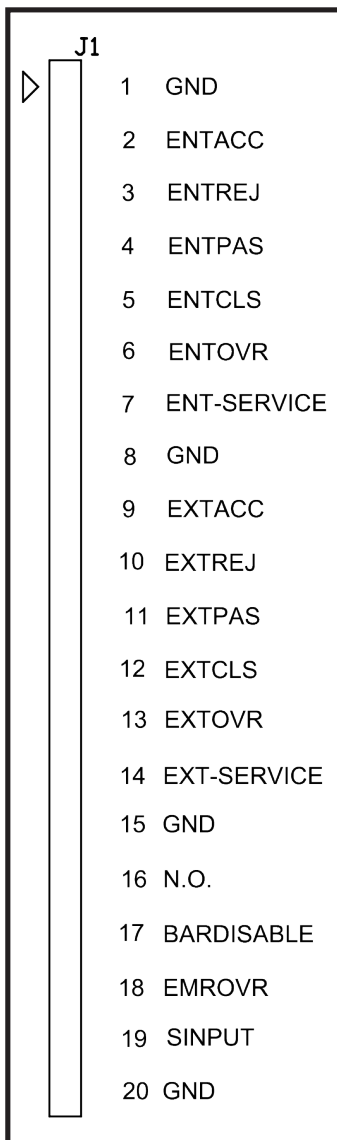 J1
1 GND
2 ENTACC
3 ENTREJ
4 ENTPAS
5 ENTCLS
6 ENTOVR
7 ENT-SERVICE
8 GND
9 EXTACC
10 EXTREJ
11 EXTPAS
12 EXTCLS
13 EXTOVR
14 EXT-SERVICE
15 GND
16 N.O.
17 BARDISABLE
18 EMROVR
19 SINPUT
20 GND